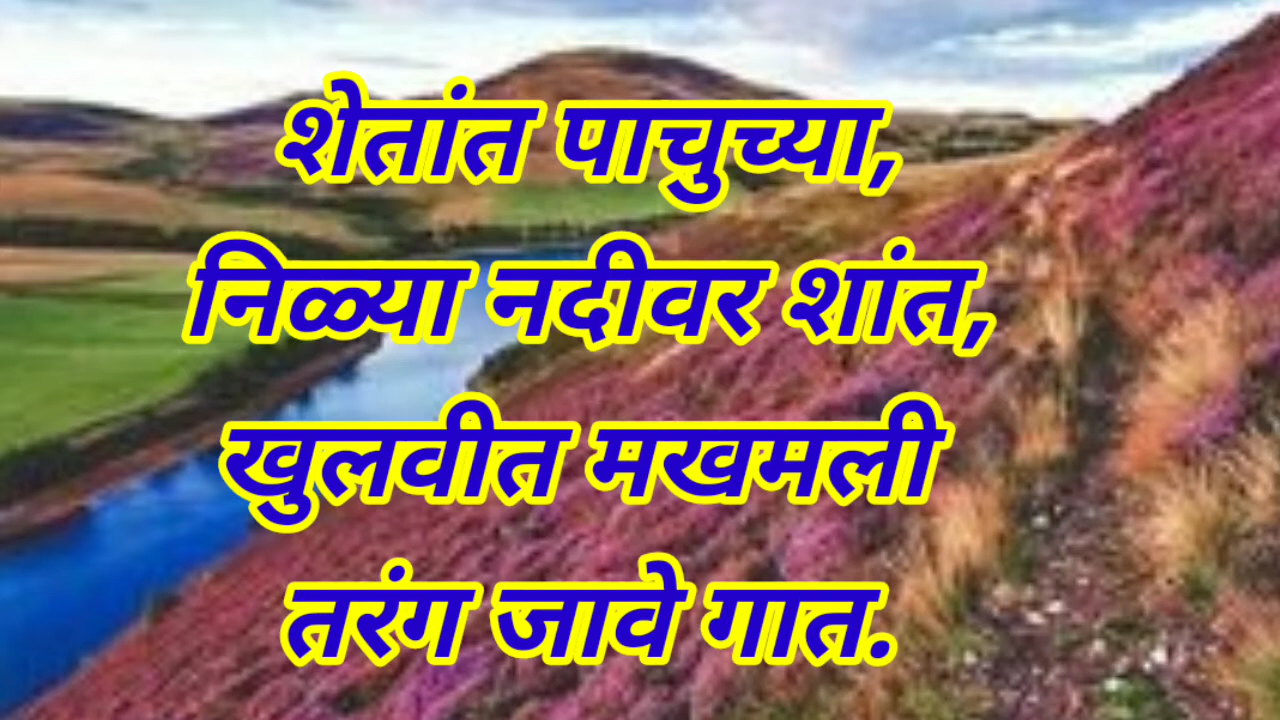 शेतांत पाचुच्या,
निळ्या नदीवर शांत,
खुलवीत मखमली
तरंग जावे गात.